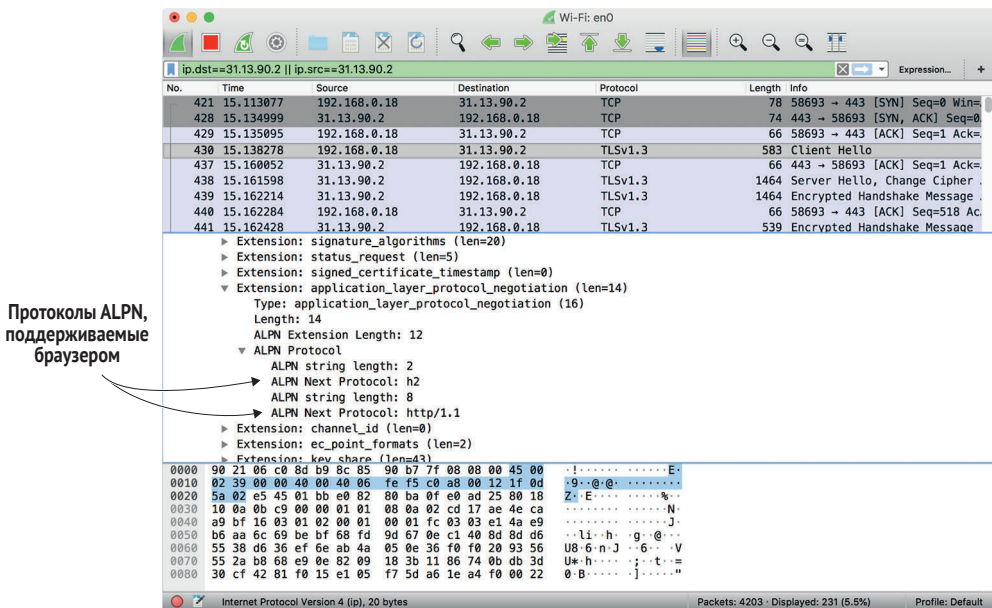 Wi-Fi: en0
ip.dst==31.13.90.2 || ip.src==31.13.90.2 Expression... +
No. Time Source Destination Protocol Length Info
421 15.113077 192.168.0.18 31.13.90.2 TCP 78 58693 → 443 [SYN] Seq=0 Win=
428 15.134999 31.13.90.2 192.168.0.18 TCP 74 443 → 58693 [SYN, ACK] Seq=0
429 15.135095 192.168.0.18 31.13.90.2 TCP 66 58693 → 443 [ACK] Seq=1 Ack=
430 15.138278 192.168.0.18 31.13.90.2 TLSv1.3 583 Client Hello
437 15.160052 31.13.90.2 192.168.0.18 TCP 66 443 → 58693 [ACK] Seq=1 Ack=
438 15.161598 31.13.90.2 192.168.0.18 TLSv1.3 1464 Server Hello, Change Cipher
439 15.162214 31.13.90.2 192.168.0.18 TLSv1.3 1464 Encrypted Handshake Message
440 15.162284 192.168.0.18 31.13.90.2 TCP 66 58693 → 443 [ACK] Seq=518 Ac
441 15.162428 31.13.90.2 192.168.0.18 TLSv1.3 539 Encrypted Handshake Message
Extension: signature_algorithms (len=20)
Extension: status_request (len=5)
Extension: signed_certificate_timestamp (len=0)
Extension: application_layer_protocol_negotiation (len=14)
Type: application_layer_protocol_negotiation (16)
Length: 14
ALPN Extension Length: 12
ALPN Protocol
ALPN string length: 2
ALPN Next Protocol: h2
ALPN string length: 8
ALPN Next Protocol: http/1.1
Extension: channel_id (len=0)
Extension: ec_point_formats (len=2)
Extension: key_share (len=43)
Протоколы ALPN,
поддерживаемые
браузером
0000 90 21 06 c0 8d b9 8c 85 90 b7 7f 08 08 00 45 00 ·!······ ······E·
0010 02 39 00 00 40 00 40 06 fe f5 c0 a8 00 12 1f 0d ·9··@·@· ········
0020 5a 02 e5 45 01 bb e0 82 80 ba 0f e0 ad 25 80 18 Z··E···· ·····%··
0030 10 0a 0b c9 00 00 01 01 08 0a 02 cd 17 ae 4e ca ········ ······N·
0040 a9 bf 16 03 01 02 00 01 00 01 fc 03 03 e1 4a e9 ········ ······J·
0050 b6 aa 6c 69 be bf 68 fd 9d 67 0e c1 40 8d 8d d6 ··li··h· ·g··@···
0060 55 38 d6 36 ef 6e ab 4a 05 0e 36 f0 f0 20 93 56 U8·6·n·J ··6·· ·V
0070 55 2a b8 68 e9 0e 82 09 18 3b 11 86 74 0b db 3d U*·h···· ·;··t··=
0080 30 cf 42 81 f0 15 e1 05 f7 5d a6 1e a4 f0 00 22 0·B····· ·]·····"
Internet Protocol Version 4 (ip), 20 bytes Packets: 4203 · Displayed: 231 (5.5%) Profile: Default